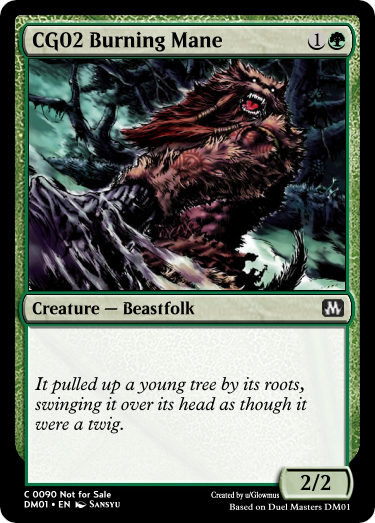 CG02 Burning Mane 1
Creature — Beastfolk
It pulled up a young tree by its roots,
swinging it over its head as though it
were a twig.
2/2
C 0090 Not for Sale
DM01 • EN Sansyu
Created by u/Glowmus
Based on Duel Masters DM01